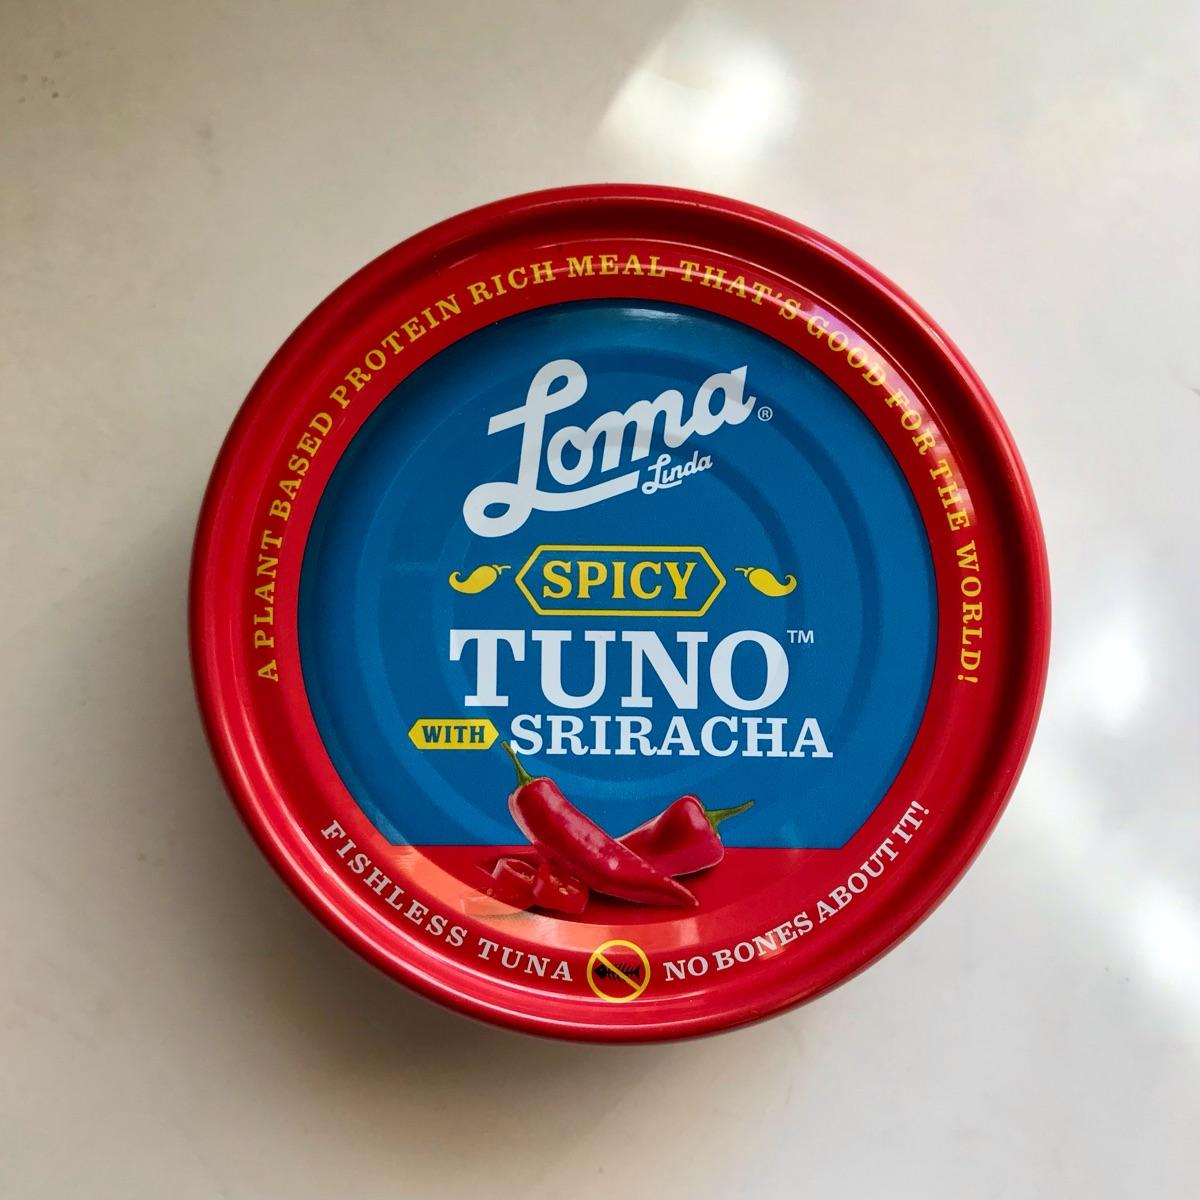 A PLANT BASED PROTEIN RICH MEAL THAT'S GOOD FOR THE WORLD!
Loma®
Linda
SPICY
TUNO™
WITH SRIRACHA
FISHLESS TUNA NO BONES ABOUT IT!